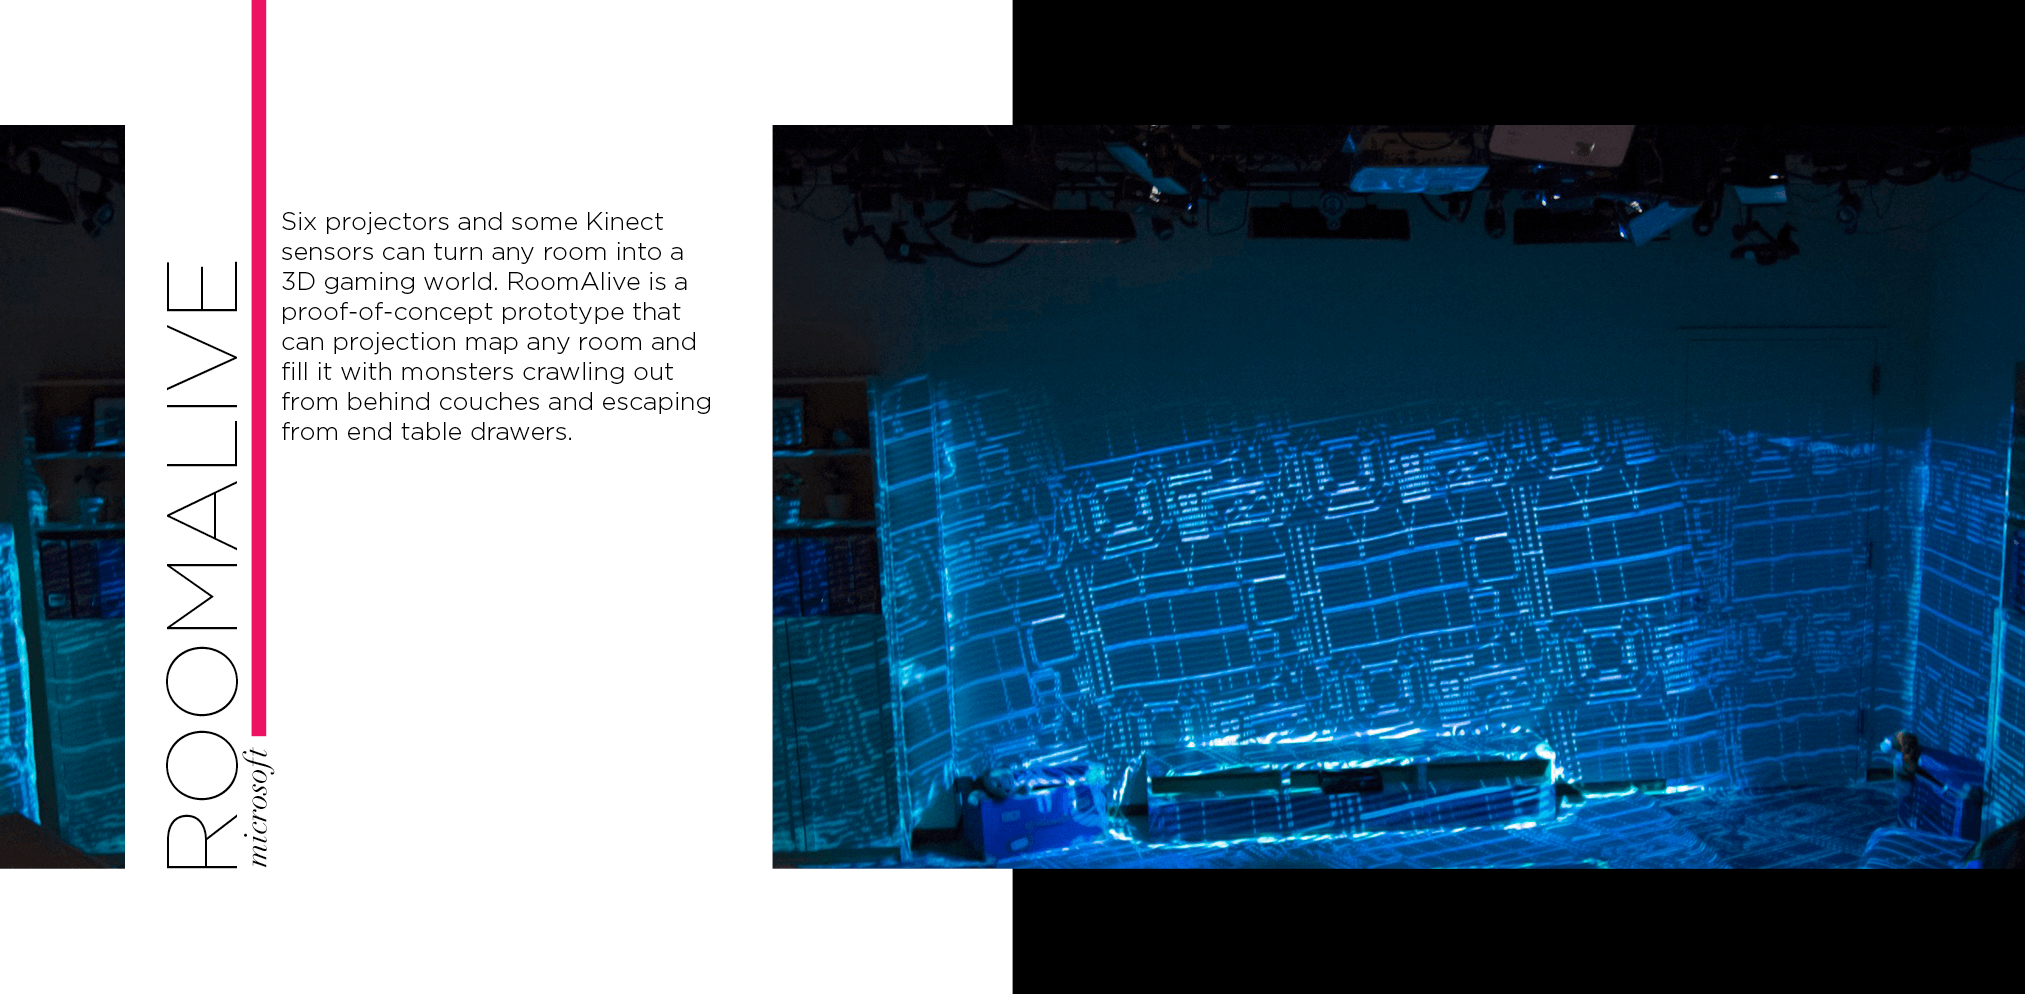 ROOMALIVE
microsoft
Six projectors and some Kinect
sensors can turn any room into a
3D gaming world. RoomAlive is a
proof-of-concept prototype that
can projection map any room and
fill it with monsters crawling out
from behind couches and escaping
from end table drawers.